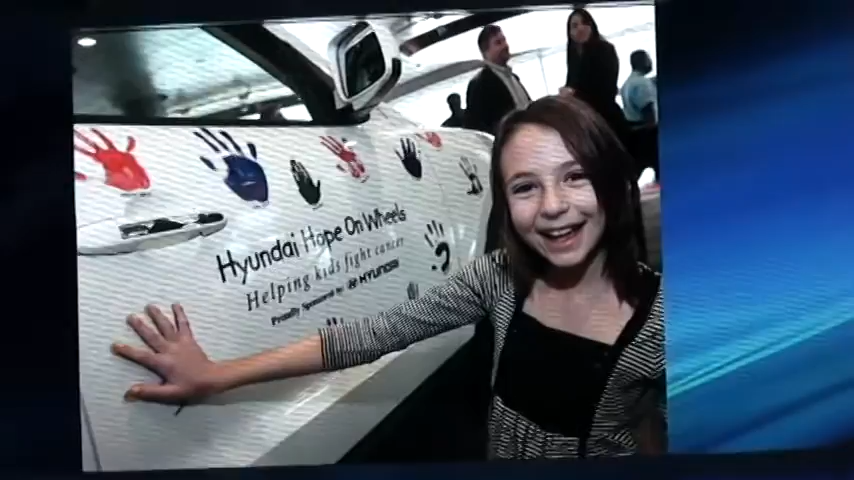 Hyundai Hope On Wheels
Helping kids fight cancer
Proudly Sponsored by HYUNDAI